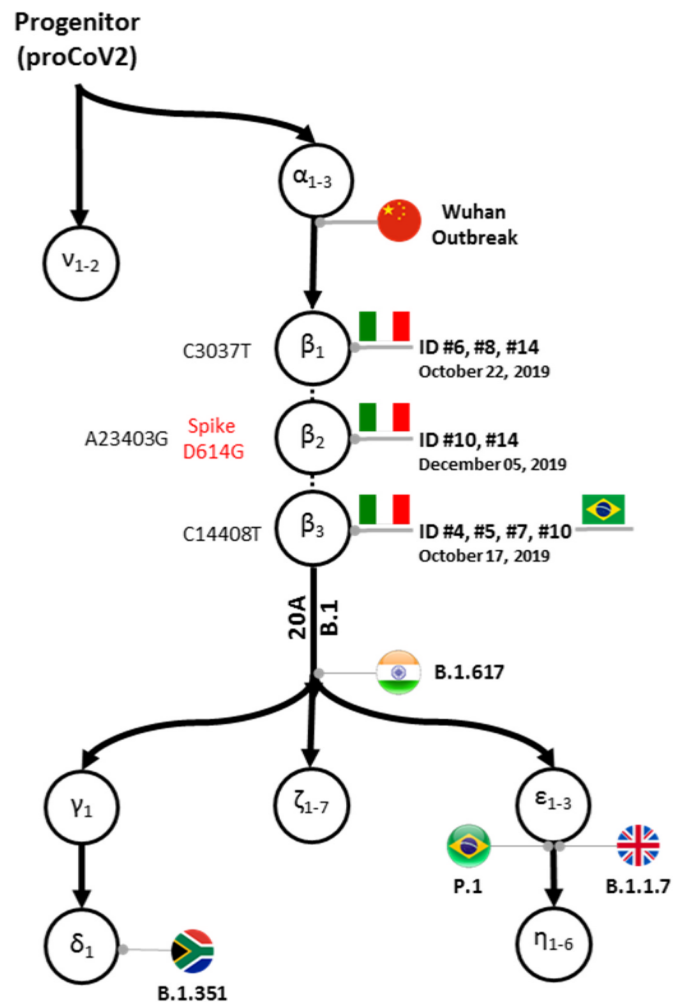 Progenitor
(proCoV2)
α1-3
Wuhan
Outbreak
ν1-2
C3037T
β1
ID #6, #8, #14
October 22, 2019
A23403G
Spike
D614G
β2
ID #10, #14
December 05, 2019
C14408T
β3
ID #4, #5, #7, #10
October 17, 2019
20A
B.1
B.1.617
γ1
ζ1-7
ε1-3
P.1
B.1.1.7
δ1
η1-6
B.1.351